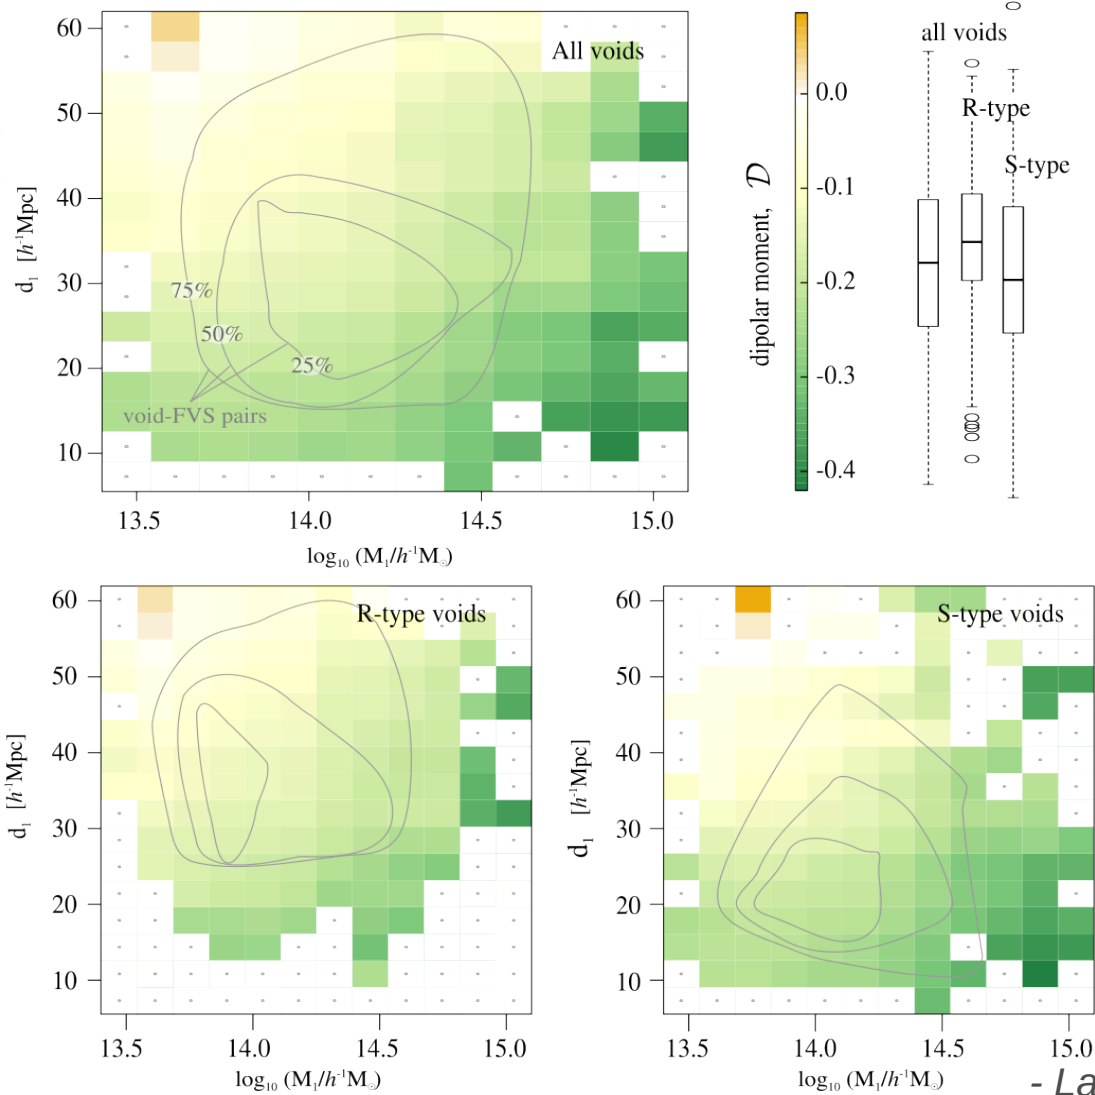 All voids
60
50
40
30
20
10
d₁ [h⁻¹Mpc]
75%
50%
25%
void-FVS pairs
13.5 14.0 14.5 15.0
log₁₀ (M₁/h⁻¹M☉)
dipolar moment, 𝒟
0.0
-0.1
-0.2
-0.3
-0.4
all voids
R-type
S-type
R-type voids
60
50
40
30
20
10
d₁ [h⁻¹Mpc]
13.5 14.0 14.5 15.0
log₁₀ (M₁/h⁻¹M☉)
S-type voids
60
50
40
30
20
10
d₁ [h⁻¹Mpc]
13.5 14.0 14.5 15.0
log₁₀ (M₁/h⁻¹M☉)
- La